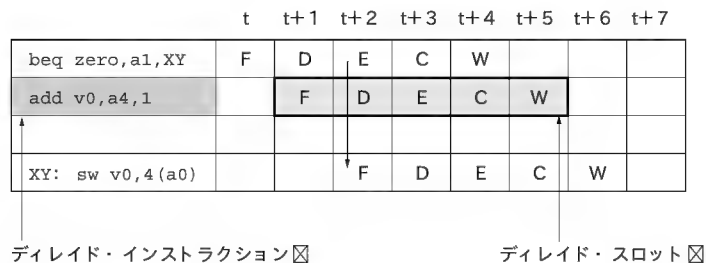 t t+1 t+2 t+3 t+4 t+5 t+6 t+7
beq zero,a1,XY F D E C W
add v0,a4,1 F D E C W
XY: sw v0,4(a0) F D E C W
ディレイド・インストラクション ディレイド・スロット